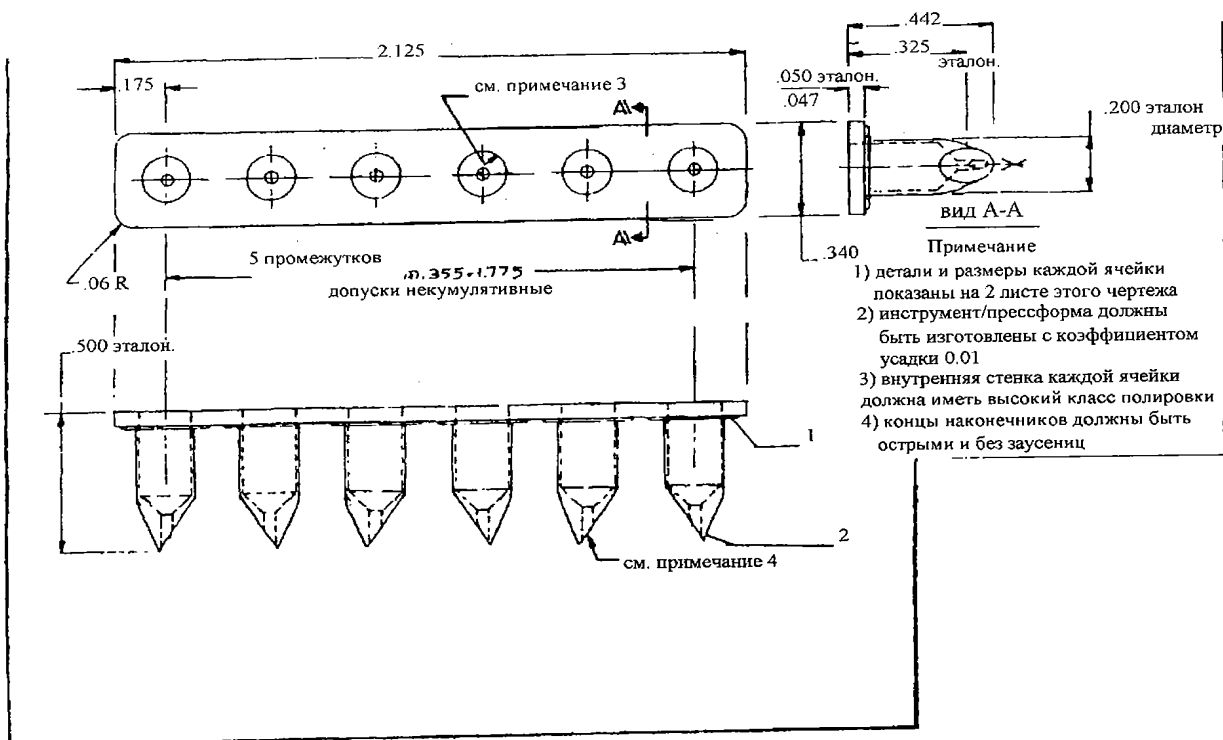 2.125
.175
см. примечание 3
A\
A\
.06 R
5 промежутков
.355-1.775
допуски некумулятивные
.442
.325
эталон.
.050 эталон.
.047
.200 эталон
диаметр
вид А-А
.340
Примечание
1) детали и размеры каждой ячейки
показаны на 2 листе этого чертежа
2) инструмент/прессформа должны
быть изготовлены с коэффициентом
усадки 0.01
3) внутренняя стенка каждой ячейки
должна иметь высокий класс полировки
4) концы наконечников должны быть
острыми и без заусениц
.500 эталон.
1
2
см. примечание 4